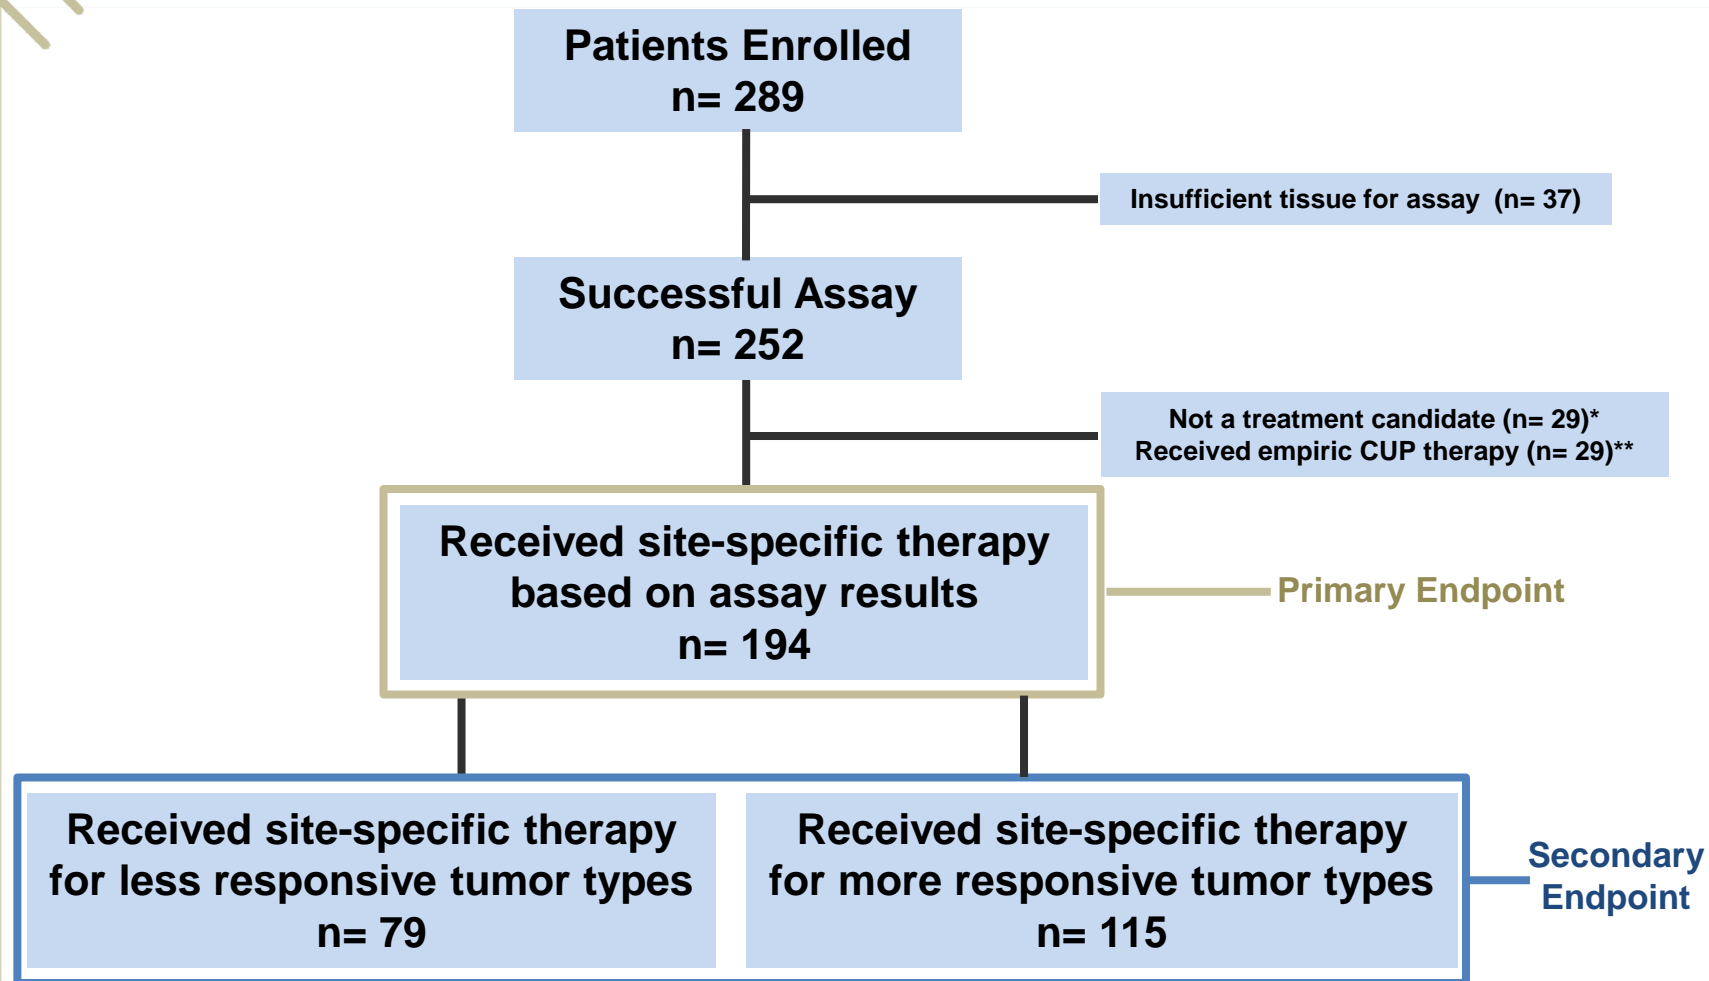 Patients Enrolled
n= 289
Insufficient tissue for assay  (n= 37)
Successful Assay
n= 252
Not a treatment candidate (n= 29)*
Received empiric CUP therapy (n= 29)**
Received site-specific therapy
based on assay results
n= 194
Primary Endpoint
Received site-specific therapy
for less responsive tumor types
n= 79
Received site-specific therapy
for more responsive tumor types
n= 115
Secondary
Endpoint